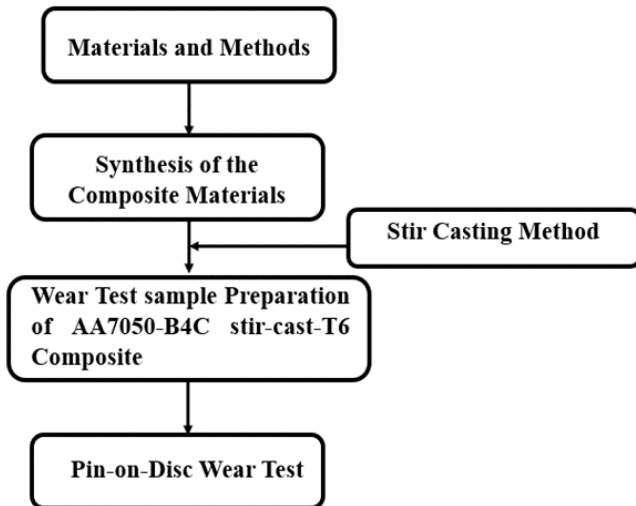 Materials and Methods
Synthesis of the
Composite Materials
Stir Casting Method
Wear Test sample Preparation
of AA7050-B4C stir-cast-T6
Composite
Pin-on-Disc Wear Test